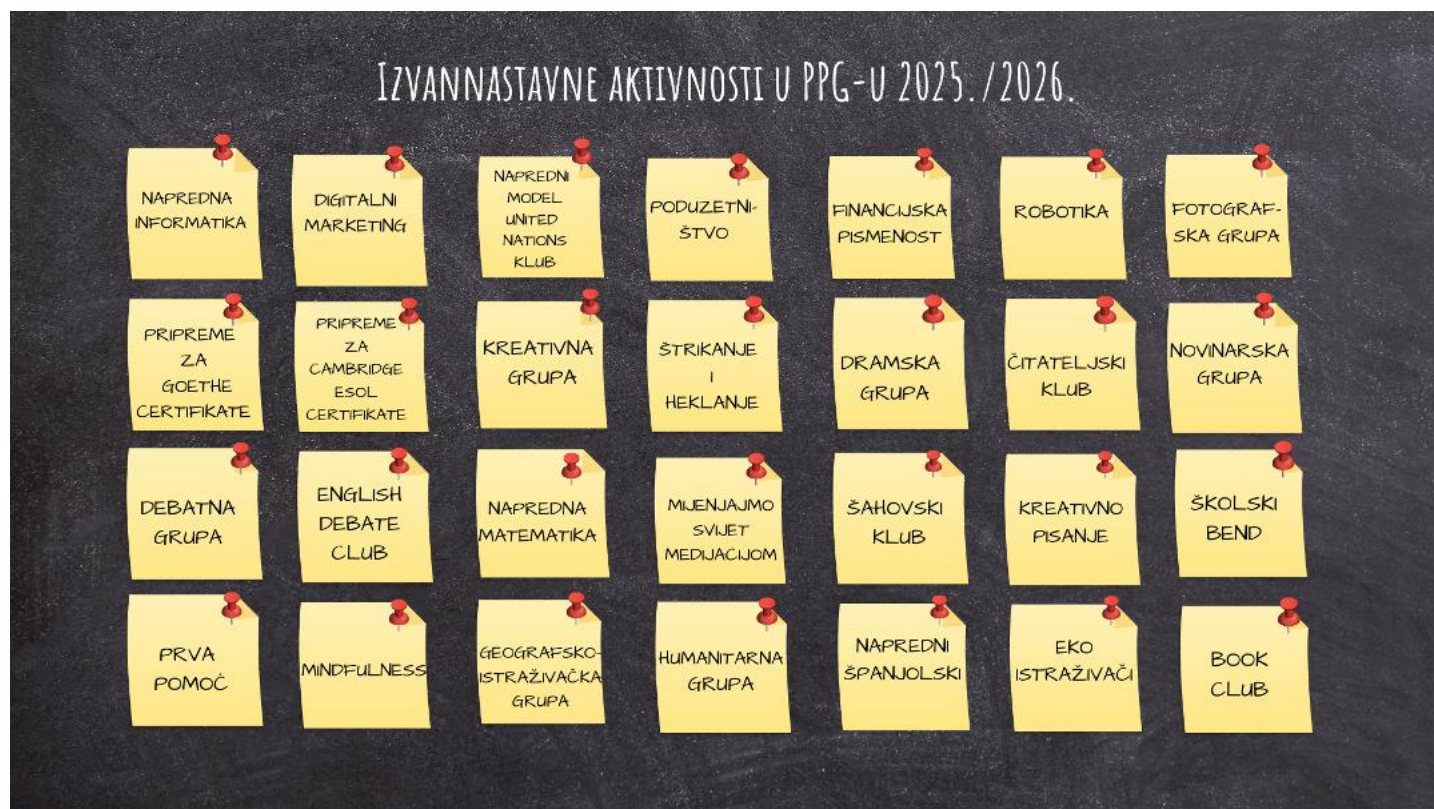 Izvannastavne aktivnosti u PPG-u 2025./2026.
NAPREDNA
INFORMATIKA
DIGITALNI
MARKETING
NAPREDNI
MODEL
UNITED
NATIONS
KLUB
PODUZETNI-
ŠTVO
FINANCIJSKA
PISMENOST
ROBOTIKA
FOTOGRAF-
SKA GRUPA
PRIPREME
ZA
GOETHE
CERTIFIKATE
PRIPREME
ZA
CAMBRIDGE
ESOL
CERTIFIKATE
KREATIVNA
GRUPA
ŠTRIKANJE
I
HEKLANJE
DRAMSKA
GRUPA
ČITATELJSKI
KLUB
NOVINARSKA
GRUPA
DEBATNA
GRUPA
ENGLISH
DEBATE
CLUB
NAPREDNA
MATEMATIKA
MIJENJAJMO
SVIJET
MEDIJACIJOM
ŠAHOVSKI
KLUB
KREATIVNO
PISANJE
ŠKOLSKI
BEND
PRVA
POMOĆ
MINDFULNESS
GEOGRAFSKO-
ISTRAŽIVAČKA
GRUPA
HUMANITARNA
GRUPA
NAPREDNI
ŠPANJOLSKI
EKO
ISTRAŽIVAČI
BOOK
CLUB